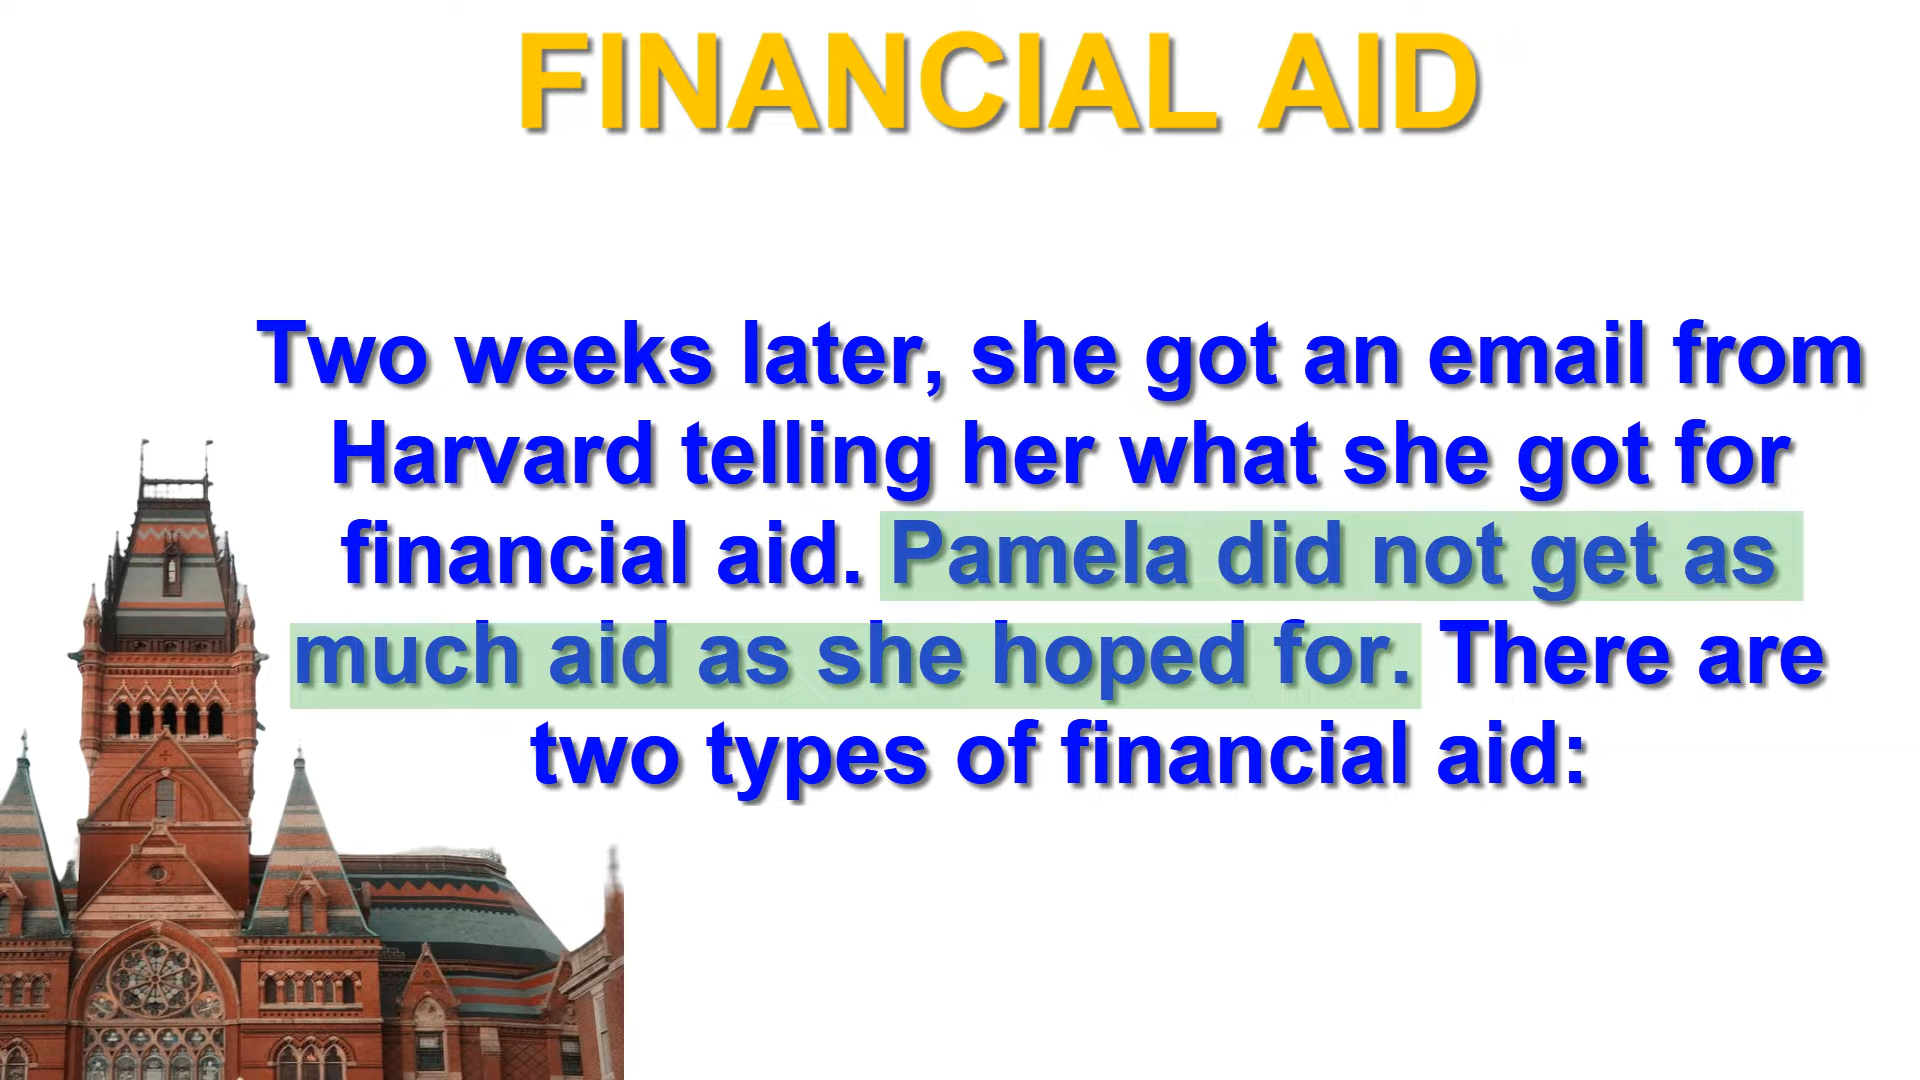 FINANCIAL AID
Two weeks later, she got an email from
Harvard telling her what she got for
financial aid. Pamela did not get as
much aid as she hoped for. There are
two types of financial aid: